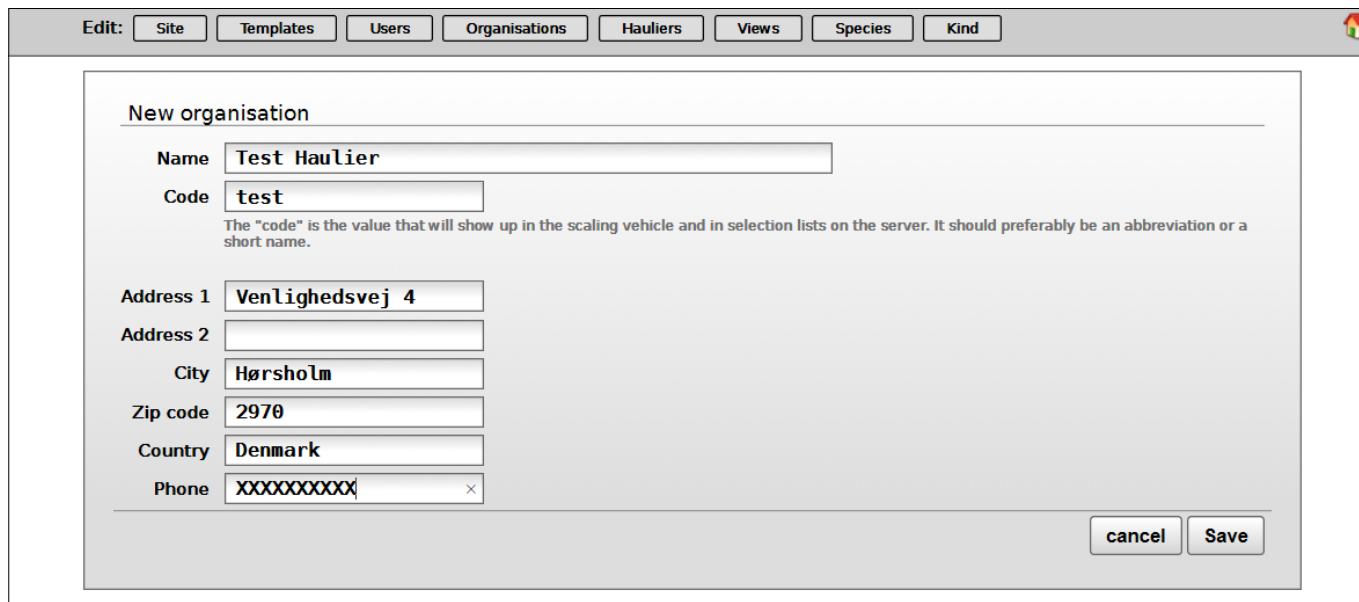 Edit: Site Templates Users Organisations Hauliers Views Species Kind
New organisation
Name Test Haulier
Code test
The "code" is the value that will show up in the scaling vehicle and in selection lists on the server. It should preferably be an abbreviation or a
short name.
Address 1 Venlighedsvej 4
Address 2
City Hørsholm
Zip code 2970
Country Denmark
Phone XXXXXXXXXX ×
cancel Save